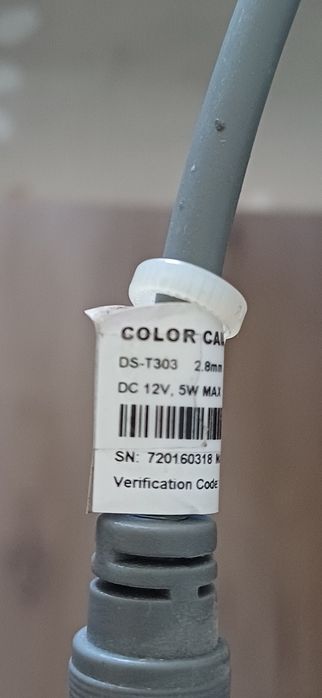 COLOR CA
DS-T303 2.8mm
DC 12V, 5W MAX
SN: 720160318
Verification Code